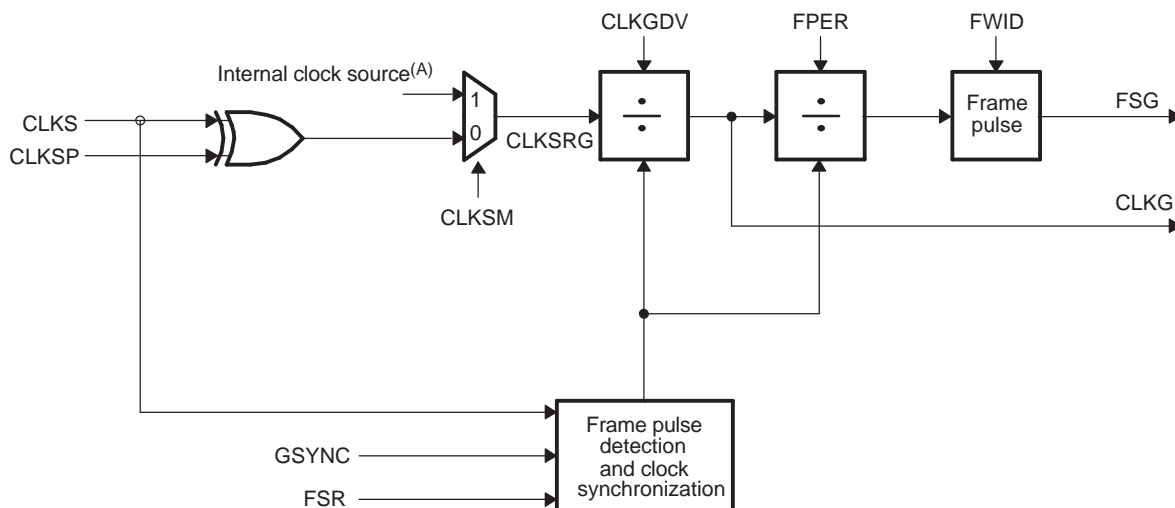 CLKGDV
FPER
FWID
Internal clock source(A)
1
0
CLKS
CLKSP
CLKSRG
CLKSM
Frame
pulse
FSG
CLKG
Frame pulse
detection
and clock
synchronization
GSYNC
FSR